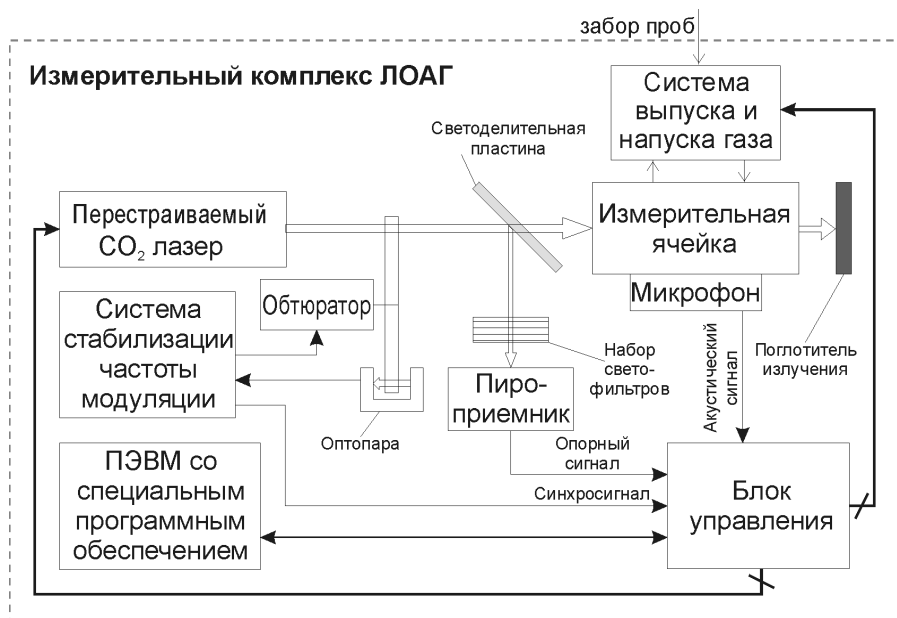 забор проб
Измерительный комплекс ЛОАГ
Система
выпуска и
напуска газа
Светоделительная
пластина
Перестраиваемый
CO2 лазер
Измерительная
ячейка
Микрофон
Обтюратор
Система
стабилизации
частоты
модуляции
Набор
свето-
фильтров
Поглотитель
излучения
Акустический
сигнал
Пиро-
приемник
Оптопара
Опорный
сигнал
Синхросигнал
ПЭВМ со
специальным
программным
обеспечением
Блок
управления